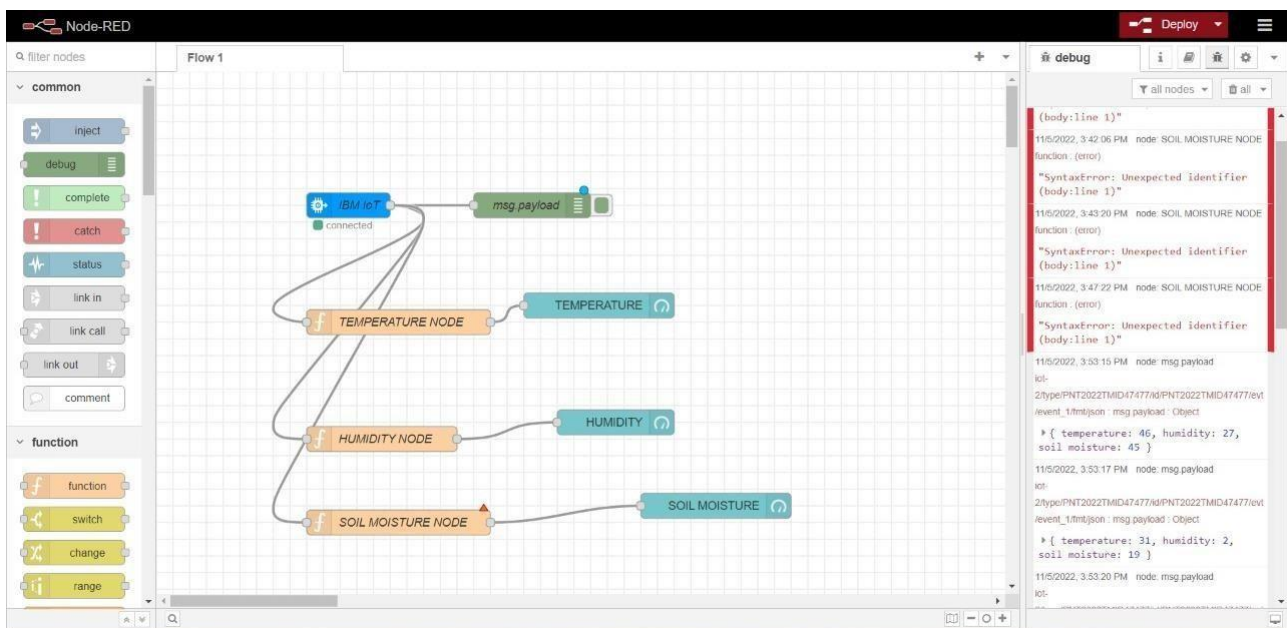 Node-RED
Deploy
filter nodes
Flow 1
debug
i
all nodes
all
common
inject
debug
complete
catch
status
link in
link call
link out
comment
function
function
switch
change
range
IBM IoT
connected
msg.payload
TEMPERATURE NODE
TEMPERATURE
HUMIDITY NODE
HUMIDITY
SOIL MOISTURE NODE
SOIL MOISTURE
(body:line 1)"
11/5/2022, 3:42:06 PM node: SOIL MOISTURE NODE
function : (error)
"SyntaxError: Unexpected identifier
(body:line 1)"
11/5/2022, 3:43:20 PM node: SOIL MOISTURE NODE
function : (error)
"SyntaxError: Unexpected identifier
(body:line 1)"
11/5/2022, 3:47:22 PM node: SOIL MOISTURE NODE
function : (error)
"SyntaxError: Unexpected identifier
(body:line 1)"
11/5/2022, 3:53:15 PM node: msg.payload
iot-
2/type/PNT2022TMID47477/id/PNT2022TMID47477/evt
/event_1/fmt/json : msg.payload : Object
{ temperature: 46, humidity: 27,
soil moisture: 45 }
11/5/2022, 3:53:17 PM node: msg.payload
iot-
2/type/PNT2022TMID47477/id/PNT2022TMID47477/evt
/event_1/fmt/json : msg.payload : Object
{ temperature: 31, humidity: 2,
soil moisture: 19 }
11/5/2022, 3:53:20 PM node: msg.payload
iot-